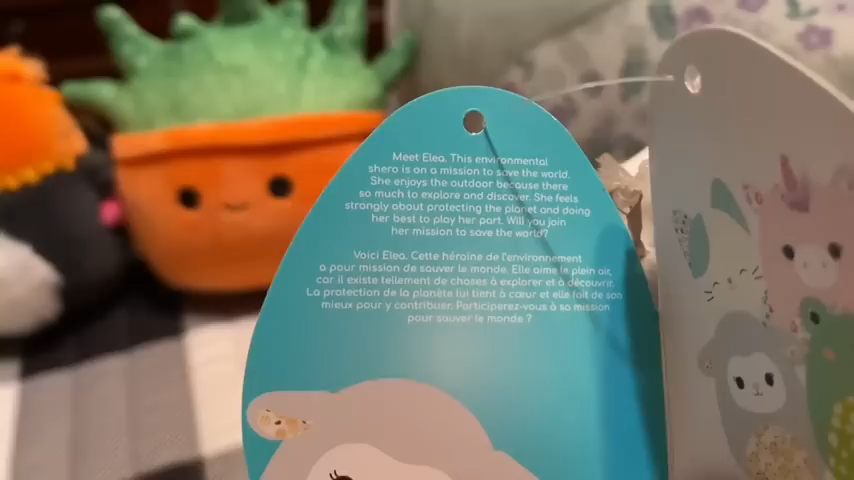 Meet Elea. This environmental
shero is on a mission to save the world.
She enjoys the outdoor because there
so much to explore and discover. She feels
strongly about protecting the planet and doing
her best to play her part. Will you join
her mission to save the world?
Voici Elea. Cette héroïne de l'environnement
a pour mission de sauver le monde. Elle aime le plein air,
car il existe tellement de choses à explorer et à découvrir.
La protection de la planète lui tient à cœur et elle fait de son
mieux pour y contribuer. Participerez-vous à sa mission
pour sauver le monde ?